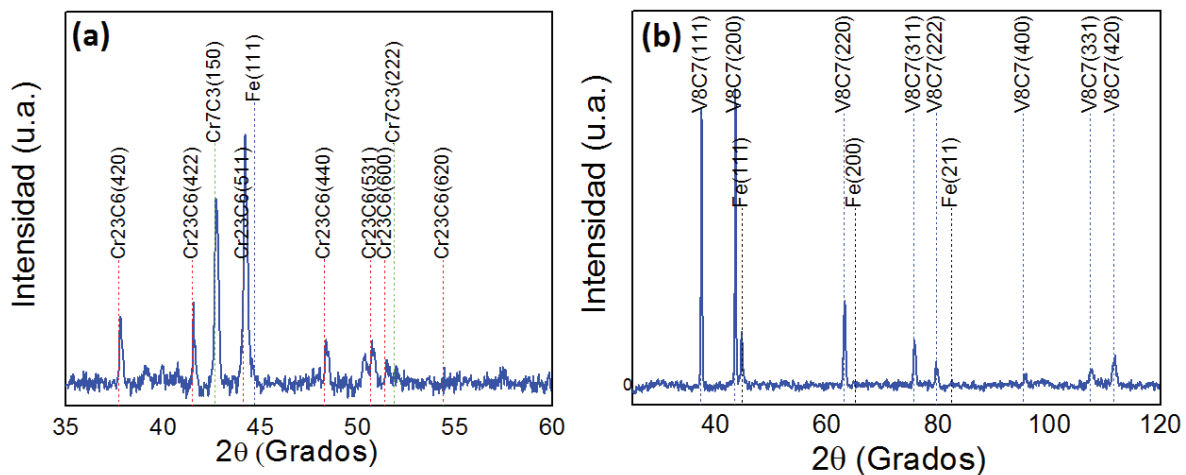 (a)
Intensidad (u.a.)
Cr23C6(420)
Cr23C6(422)
Cr7C3(150)
Cr23C6(511)
Fe(111)
Cr23C6(440)
Cr23C6(531)
Cr23C6(600)
Cr7C3(222)
Cr23C6(620)
35 40 45 50 55 60
2θ (Grados)
(b)
Intensidad (u.a.)
V8C7(111)
V8C7(200)
Fe(111)
V8C7(220)
Fe(200)
V8C7(311)
V8C7(222)
Fe(211)
V8C7(400)
V8C7(331)
V8C7(420)
0
40 60 80 100 120
2θ (Grados)